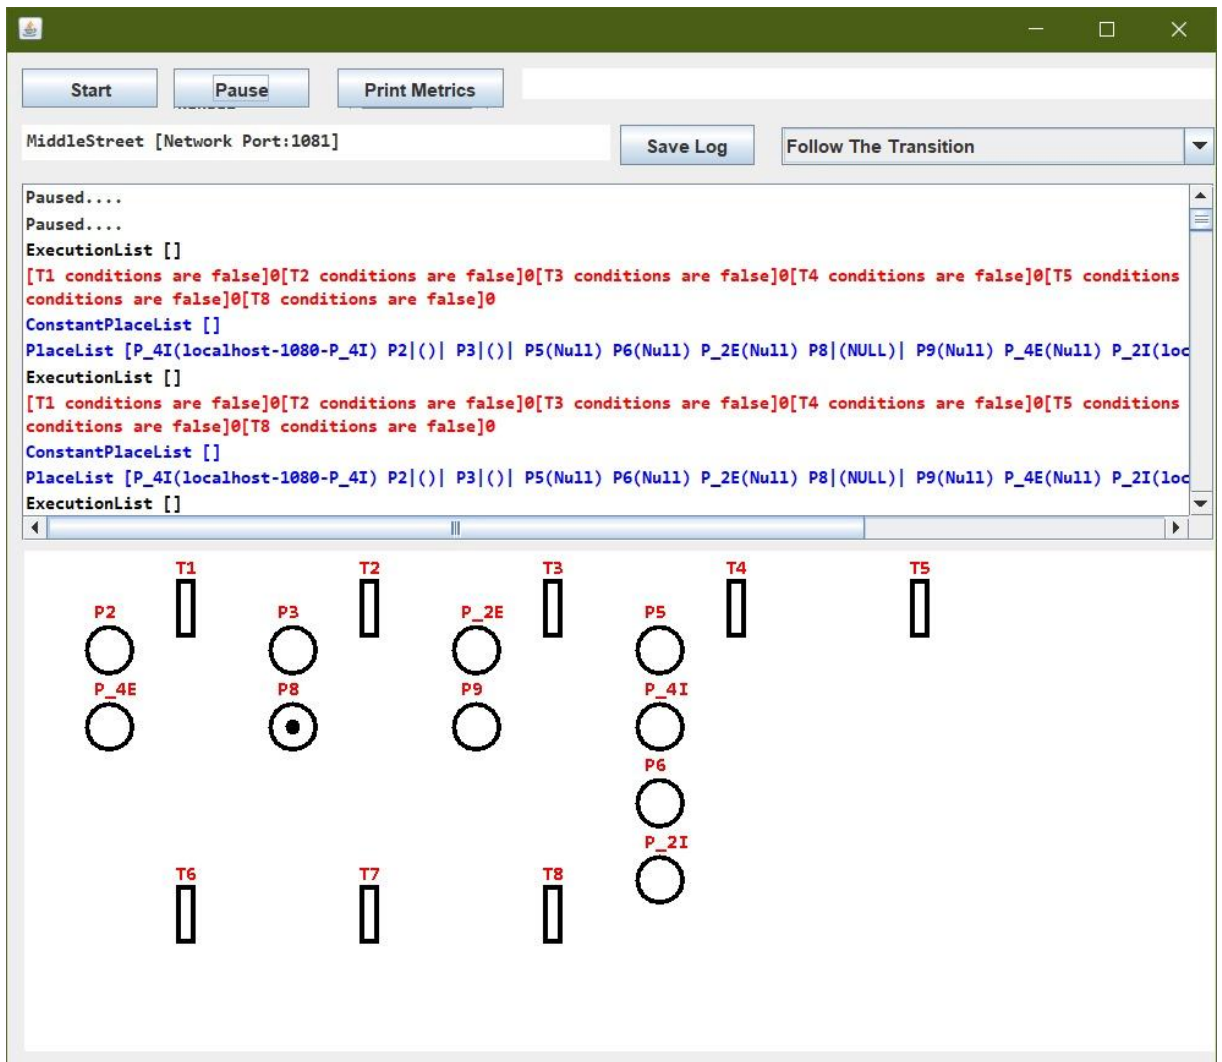 Start Pause Print Metrics
MiddleStreet [Network Port:1081] Save Log Follow The Transition
Paused....
Paused....
ExecutionList []
[T1 conditions are false]0[T2 conditions are false]0[T3 conditions are false]0[T4 conditions are false]0[T5 conditions
conditions are false]0[T8 conditions are false]0
ConstantPlaceList []
PlaceList [P_4I(localhost-1080-P_4I) P2|()| P3|()| P5(Null) P6(Null) P_2E(Null) P8|(NULL)| P9(Null) P_4E(Null) P_2I(loc
ExecutionList []
[T1 conditions are false]0[T2 conditions are false]0[T3 conditions are false]0[T4 conditions are false]0[T5 conditions
conditions are false]0[T8 conditions are false]0
ConstantPlaceList []
PlaceList [P_4I(localhost-1080-P_4I) P2|()| P3|()| P5(Null) P6(Null) P_2E(Null) P8|(NULL)| P9(Null) P_4E(Null) P_2I(loc
ExecutionList []
T1 T2 T3 T4 T5
P2 P3 P_2E P5
P_4E P8 P9 P_4I
P6
P_2I
T6 T7 T8